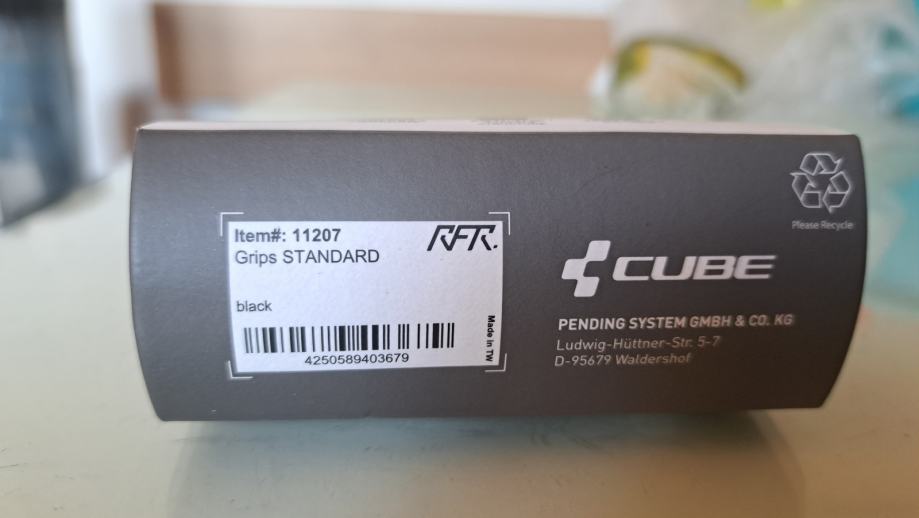 Item#: 11207
RFR.
Grips STANDARD
black
Made in TW
4250589403679
Please Recycle
CUBE
PENDING SYSTEM GMBH & CO. KG
Ludwig-Hüttner-Str. 5-7
D-95679 Waldershof